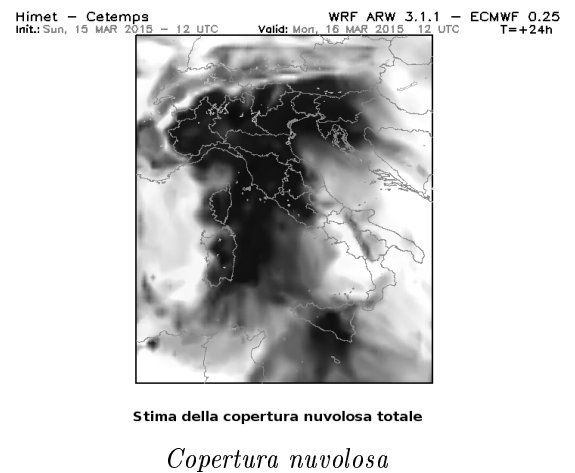 Himet – Cetemps WRF ARW 3.1.1 – ECMWF 0.25
Init.: Sun, 15 MAR 2015 – 12 UTC Valid: Mon, 16 MAR 2015 12 UTC T=+24h
Stima della copertura nuvolosa totale
Copertura nuvolosa